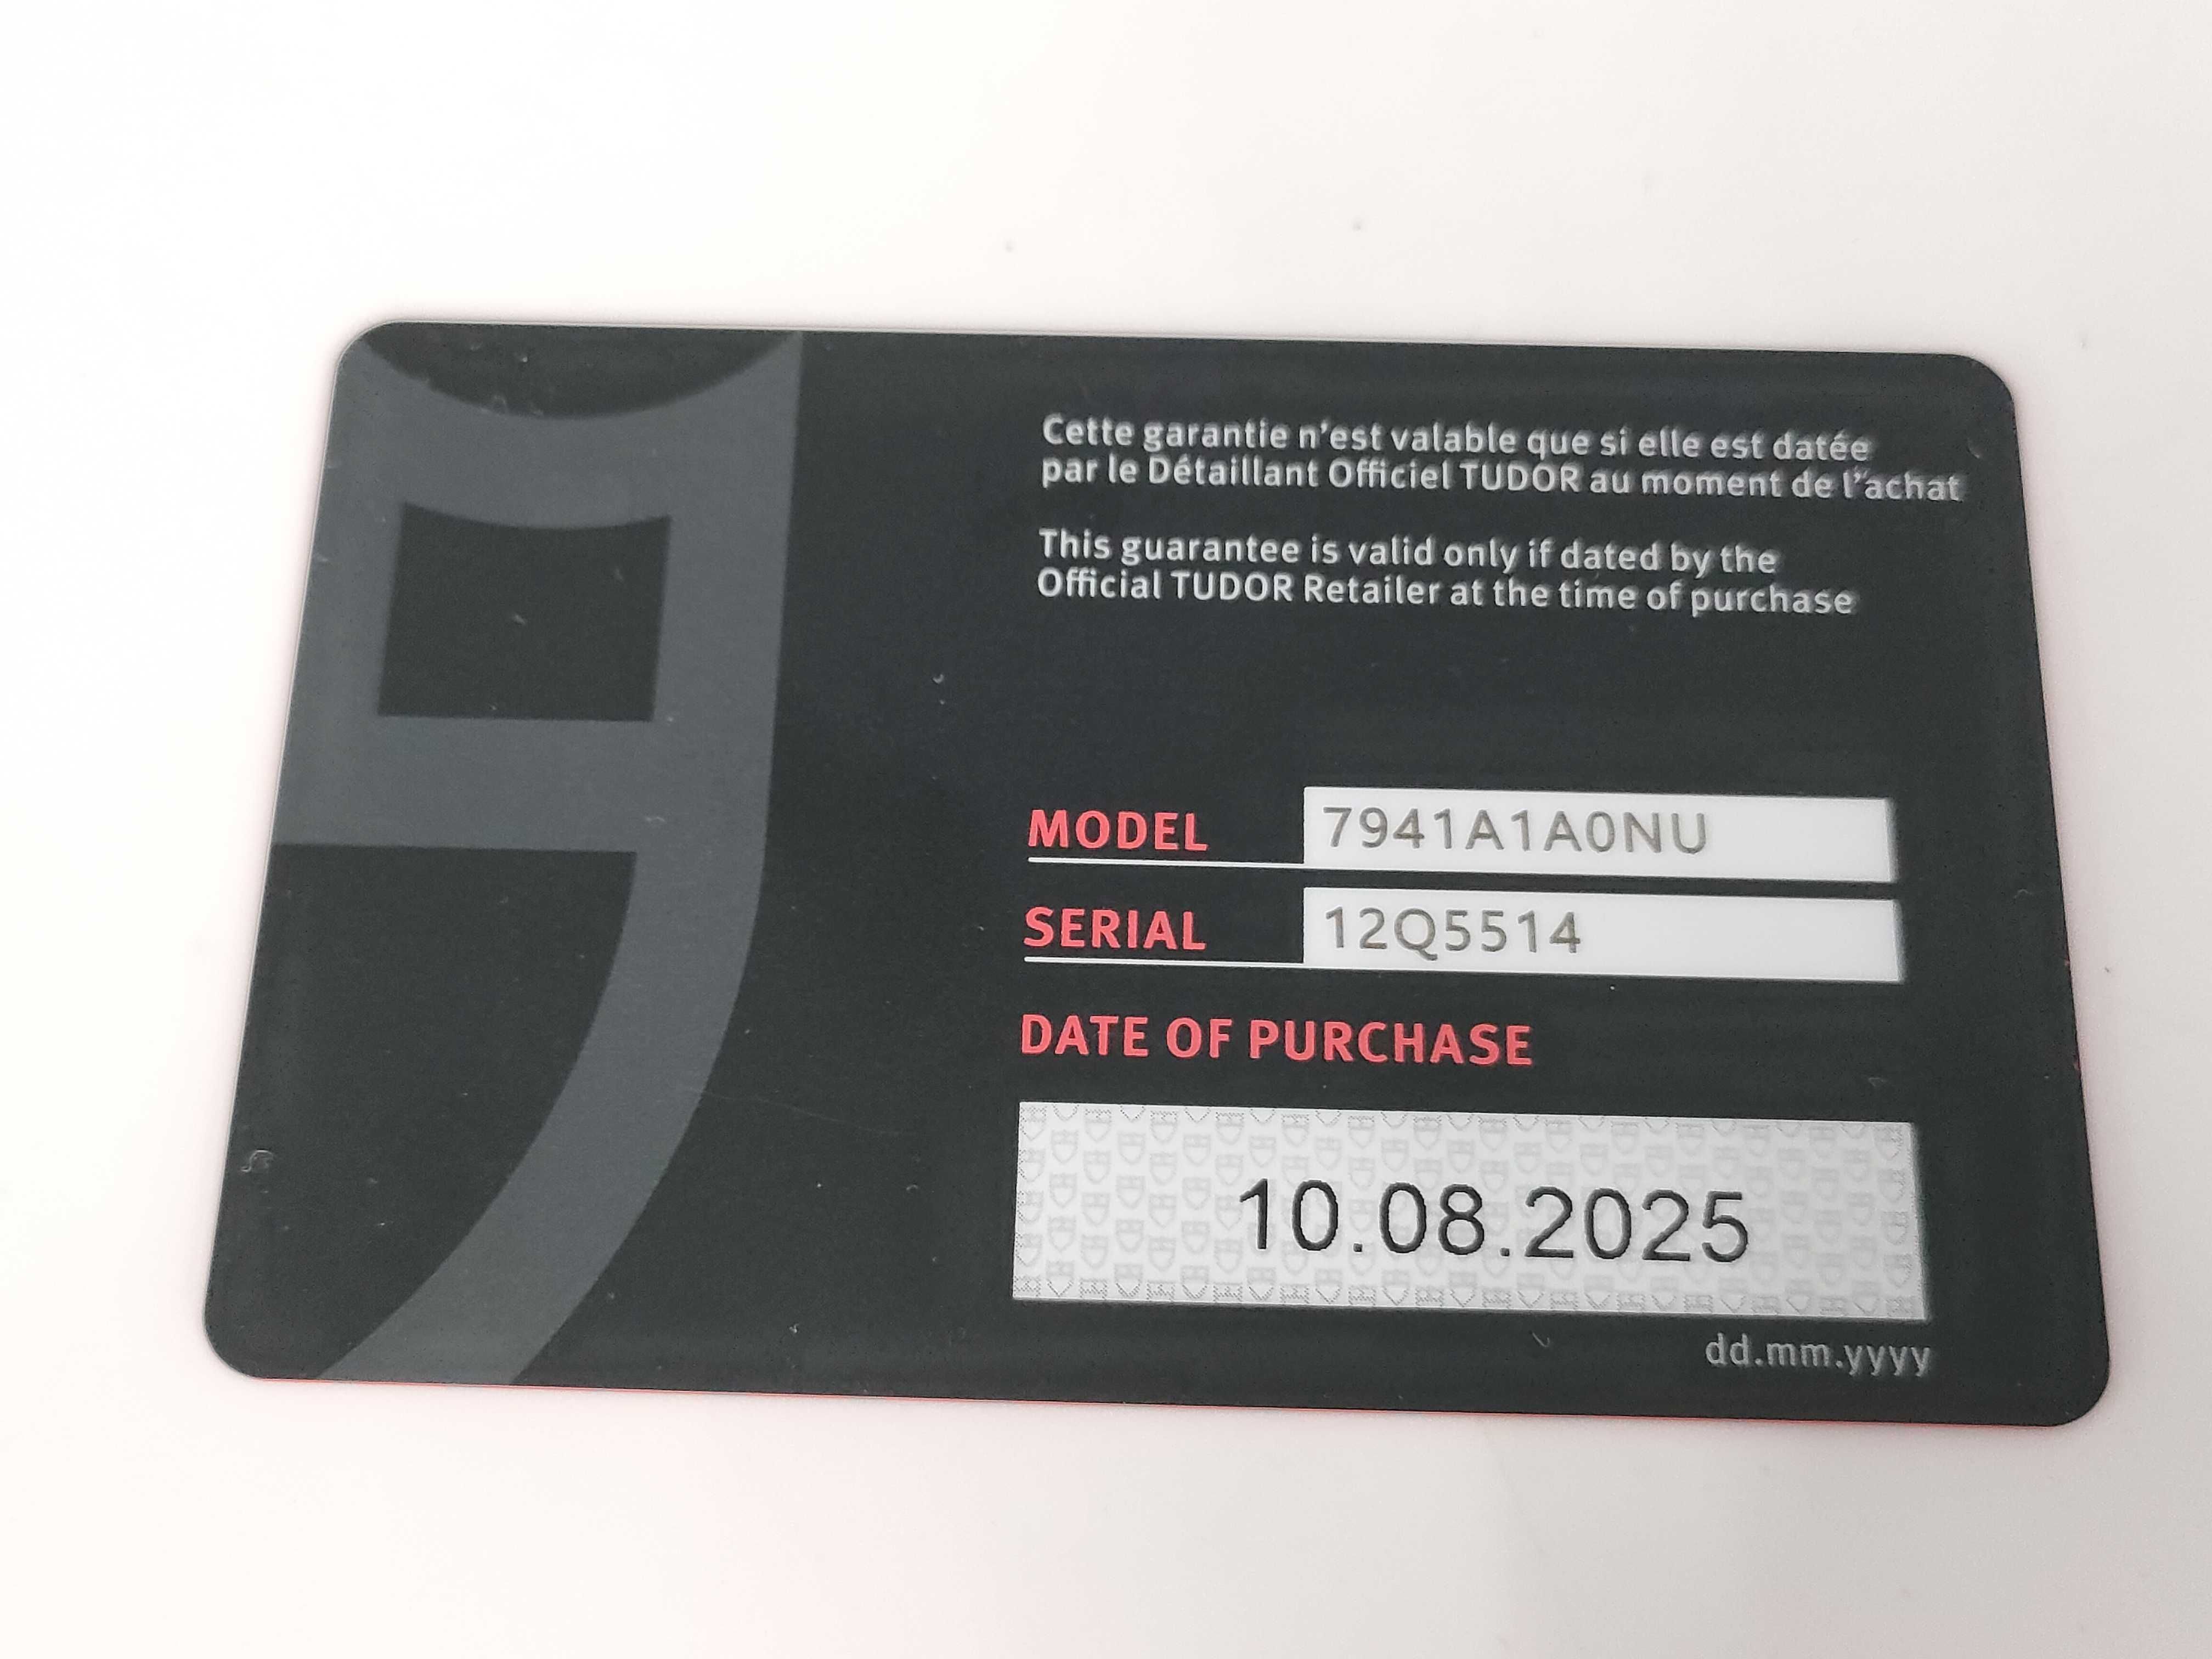 Cette garantie n'est valable que si elle est datée
par le Détaillant Officiel TUDOR au moment de l'achat
This guarantee is valid only if dated by the
Official TUDOR Retailer at the time of purchase
MODEL 7941A1A0NU
SERIAL 12Q5514
DATE OF PURCHASE
10.08.2025
dd.mm.yyyy